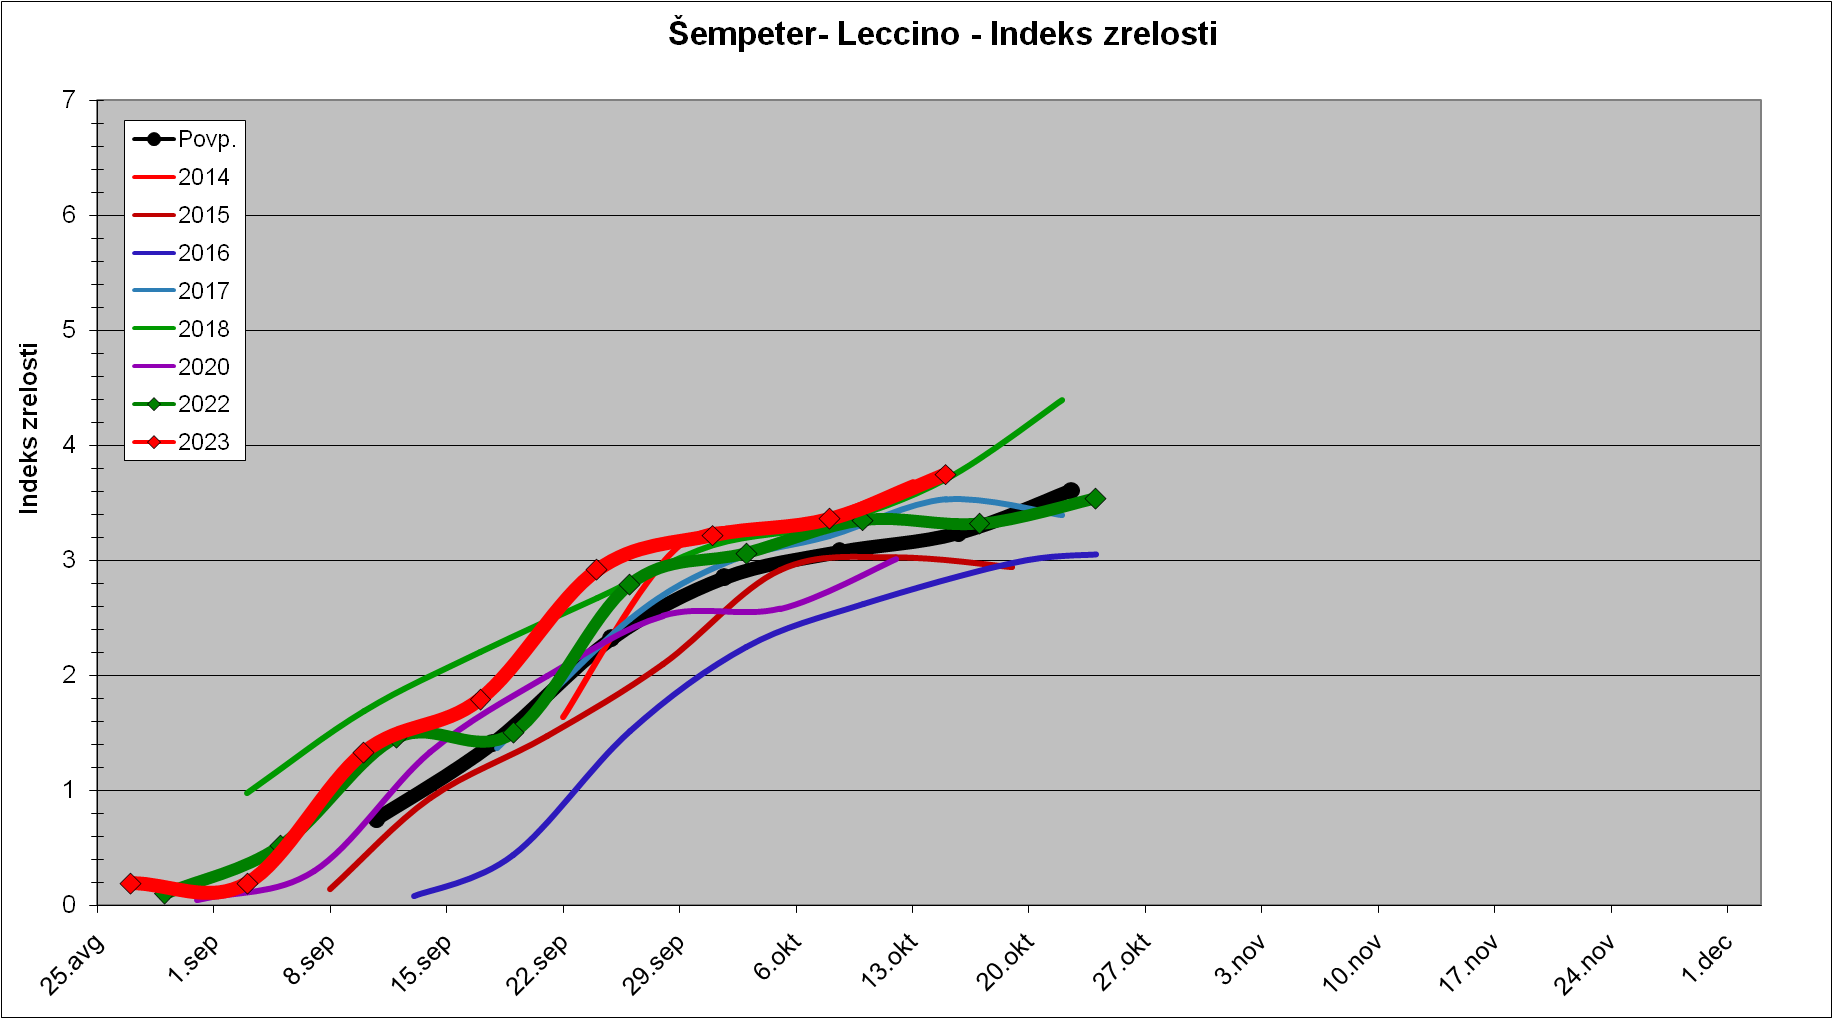 Šempeter- Leccino - Indeks zrelosti
Indeks zrelosti
7
6
5
4
3
2
1
0
Povp.
2014
2015
2016
2017
2018
2020
2022
2023
25.avg
1.sep
8.sep
15.sep
22.sep
29.sep
6.okt
13.okt
20.okt
27.okt
3.nov
10.nov
17.nov
24.nov
1.dec